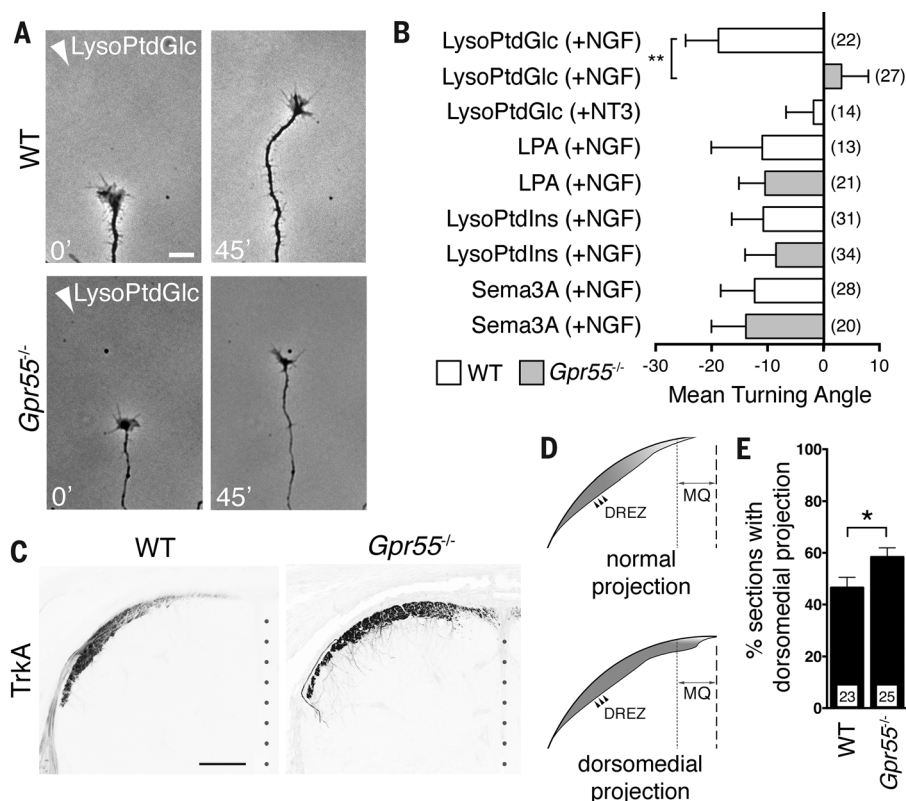 A
LysoPtdGlc
WT
0’
45’
LysoPtdGlc
Gpr55-/-
0’
45’
B
LysoPtdGlc (+NGF) (22)
**
LysoPtdGlc (+NGF) (27)
LysoPtdGlc (+NT3) (14)
LPA (+NGF) (13)
LPA (+NGF) (21)
LysoPtdIns (+NGF) (31)
LysoPtdIns (+NGF) (34)
Sema3A (+NGF) (28)
Sema3A (+NGF) (20)
-30 -20 -10 0 10
WT Gpr55-/-
Mean Turning Angle
C
WT Gpr55-/-
TrkA
D
MQ
DREZ
normal
projection
MQ
DREZ
dorsomedial
projection
E
% sections with
dorsomedial projection
100
80
60
40
20
0
*
23 25
WT Gpr55-/-